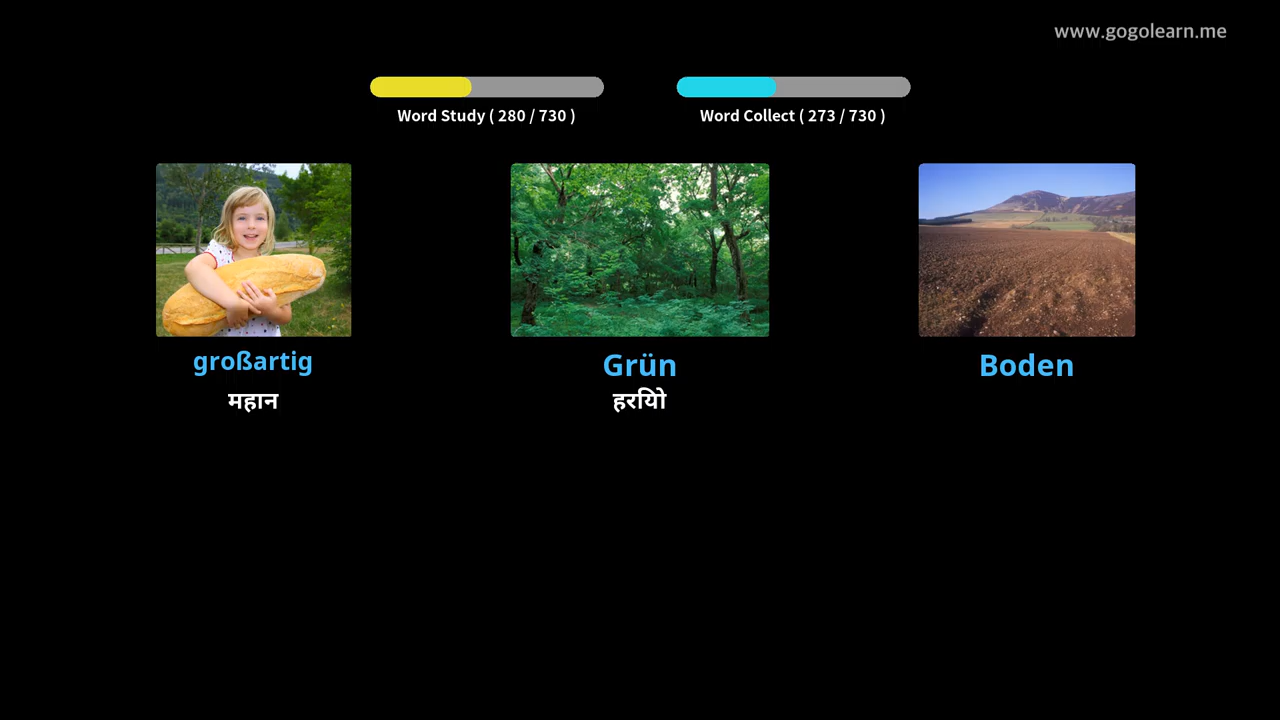 www.gogolearn.me
Word Study ( 280 / 730 )
Word Collect ( 273 / 730 )
großartig
Grün
Boden
महान
हरियो